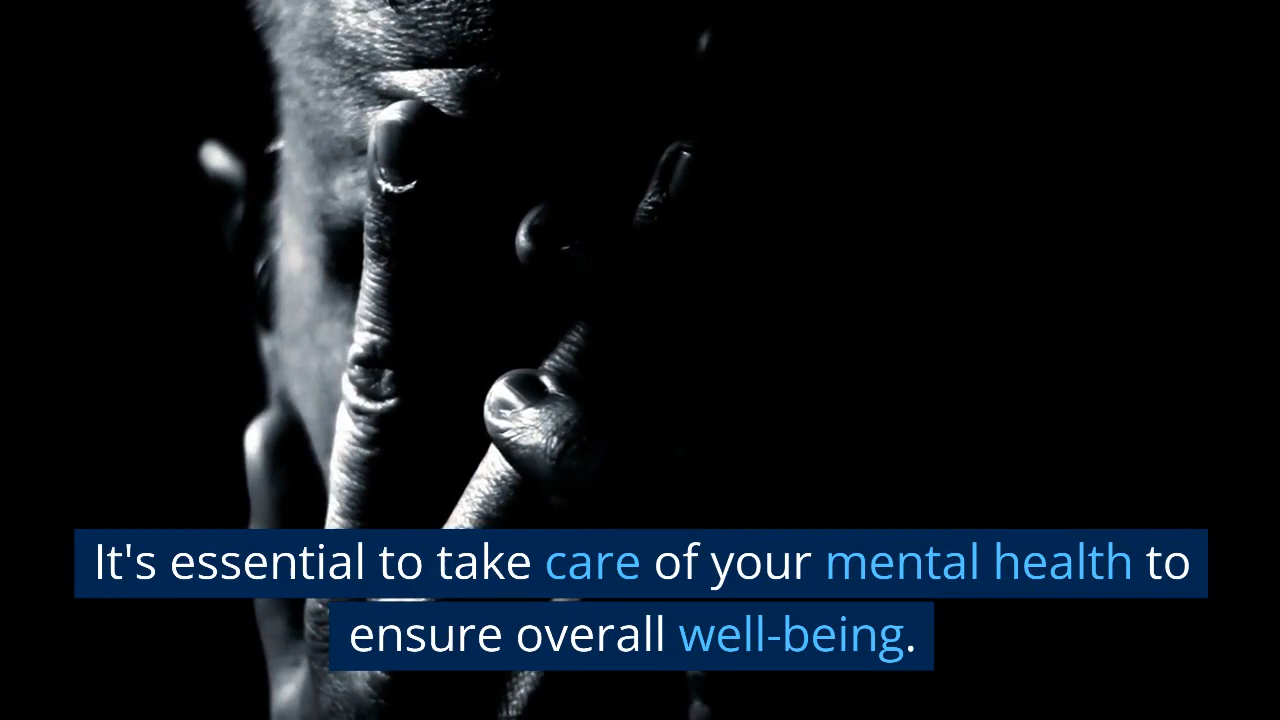 It's essential to take care of your mental health to
ensure overall well-being.